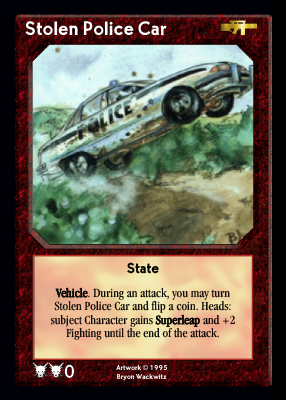 Stolen Police Car
POLICE
State
Vehicle. During an attack, you may turn
Stolen Police Car and flip a coin. Heads:
subject Character gains Superleap and +2
Fighting until the end of the attack.
0
Artwork © 1995
Bryon Wackwitz